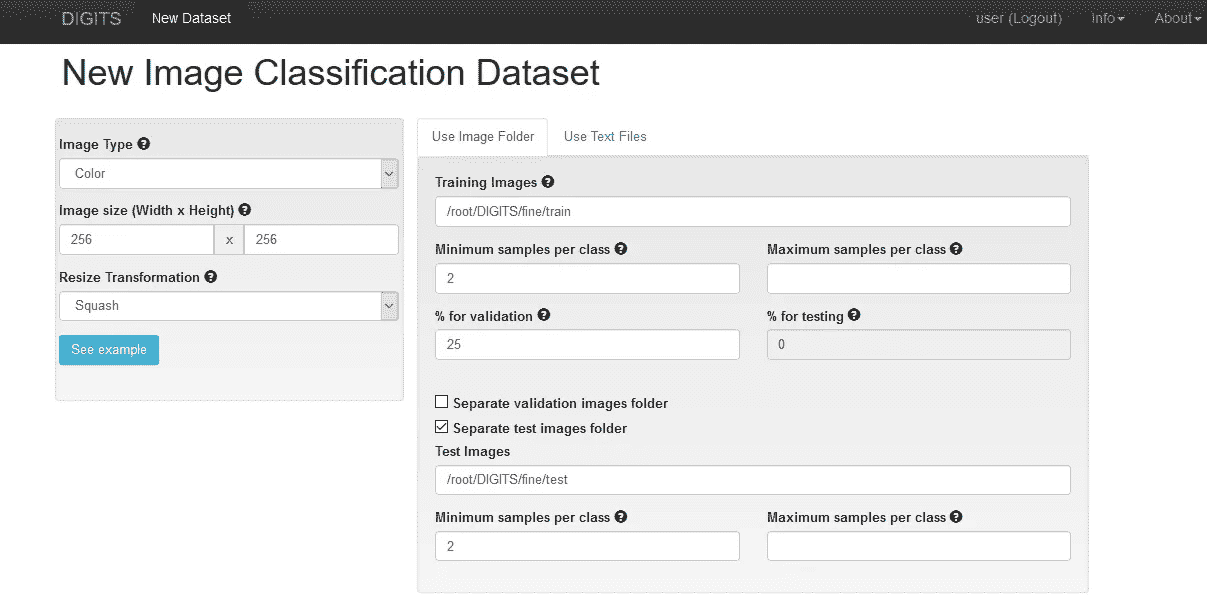 DIGITS New Dataset user (Logout) Info About
New Image Classification Dataset
Image Type
Color
Image size (Width x Height)
256 x 256
Resize Transformation
Squash
See example
Use Image Folder Use Text Files
Training Images
/root/DIGITS/fine/train
Minimum samples per class Maximum samples per class
2
% for validation % for testing
25 0
Separate validation images folder
Separate test images folder
Test Images
/root/DIGITS/fine/test
Minimum samples per class Maximum samples per class
2